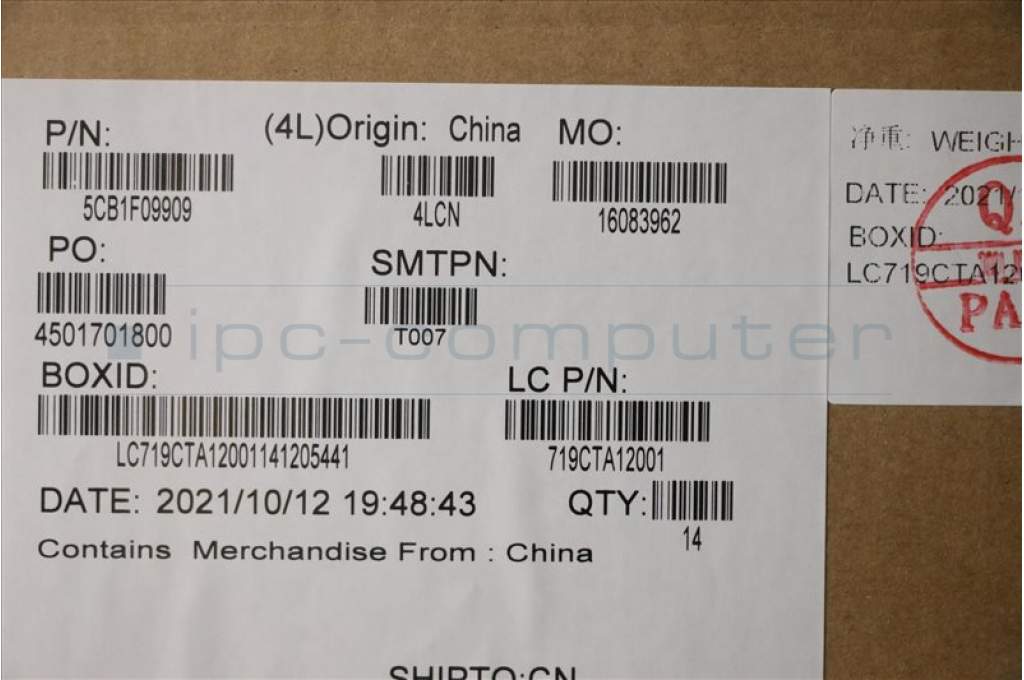 P/N: (4L)Origin: China MO:
5CB1F09909 4LCN 16083962
PO: SMTPN:
4501701800 T007
BOXID: LC P/N:
LC719CTA12001141205441 719CTA12001
DATE: 2021/10/12 19:48:43 QTY:
14
Contains Merchandise From : China
SHIPTO:CN
净重: WEIGH
DATE: 2021/
BOXID:
LC719CTA12
Q
PA
ipc-computer